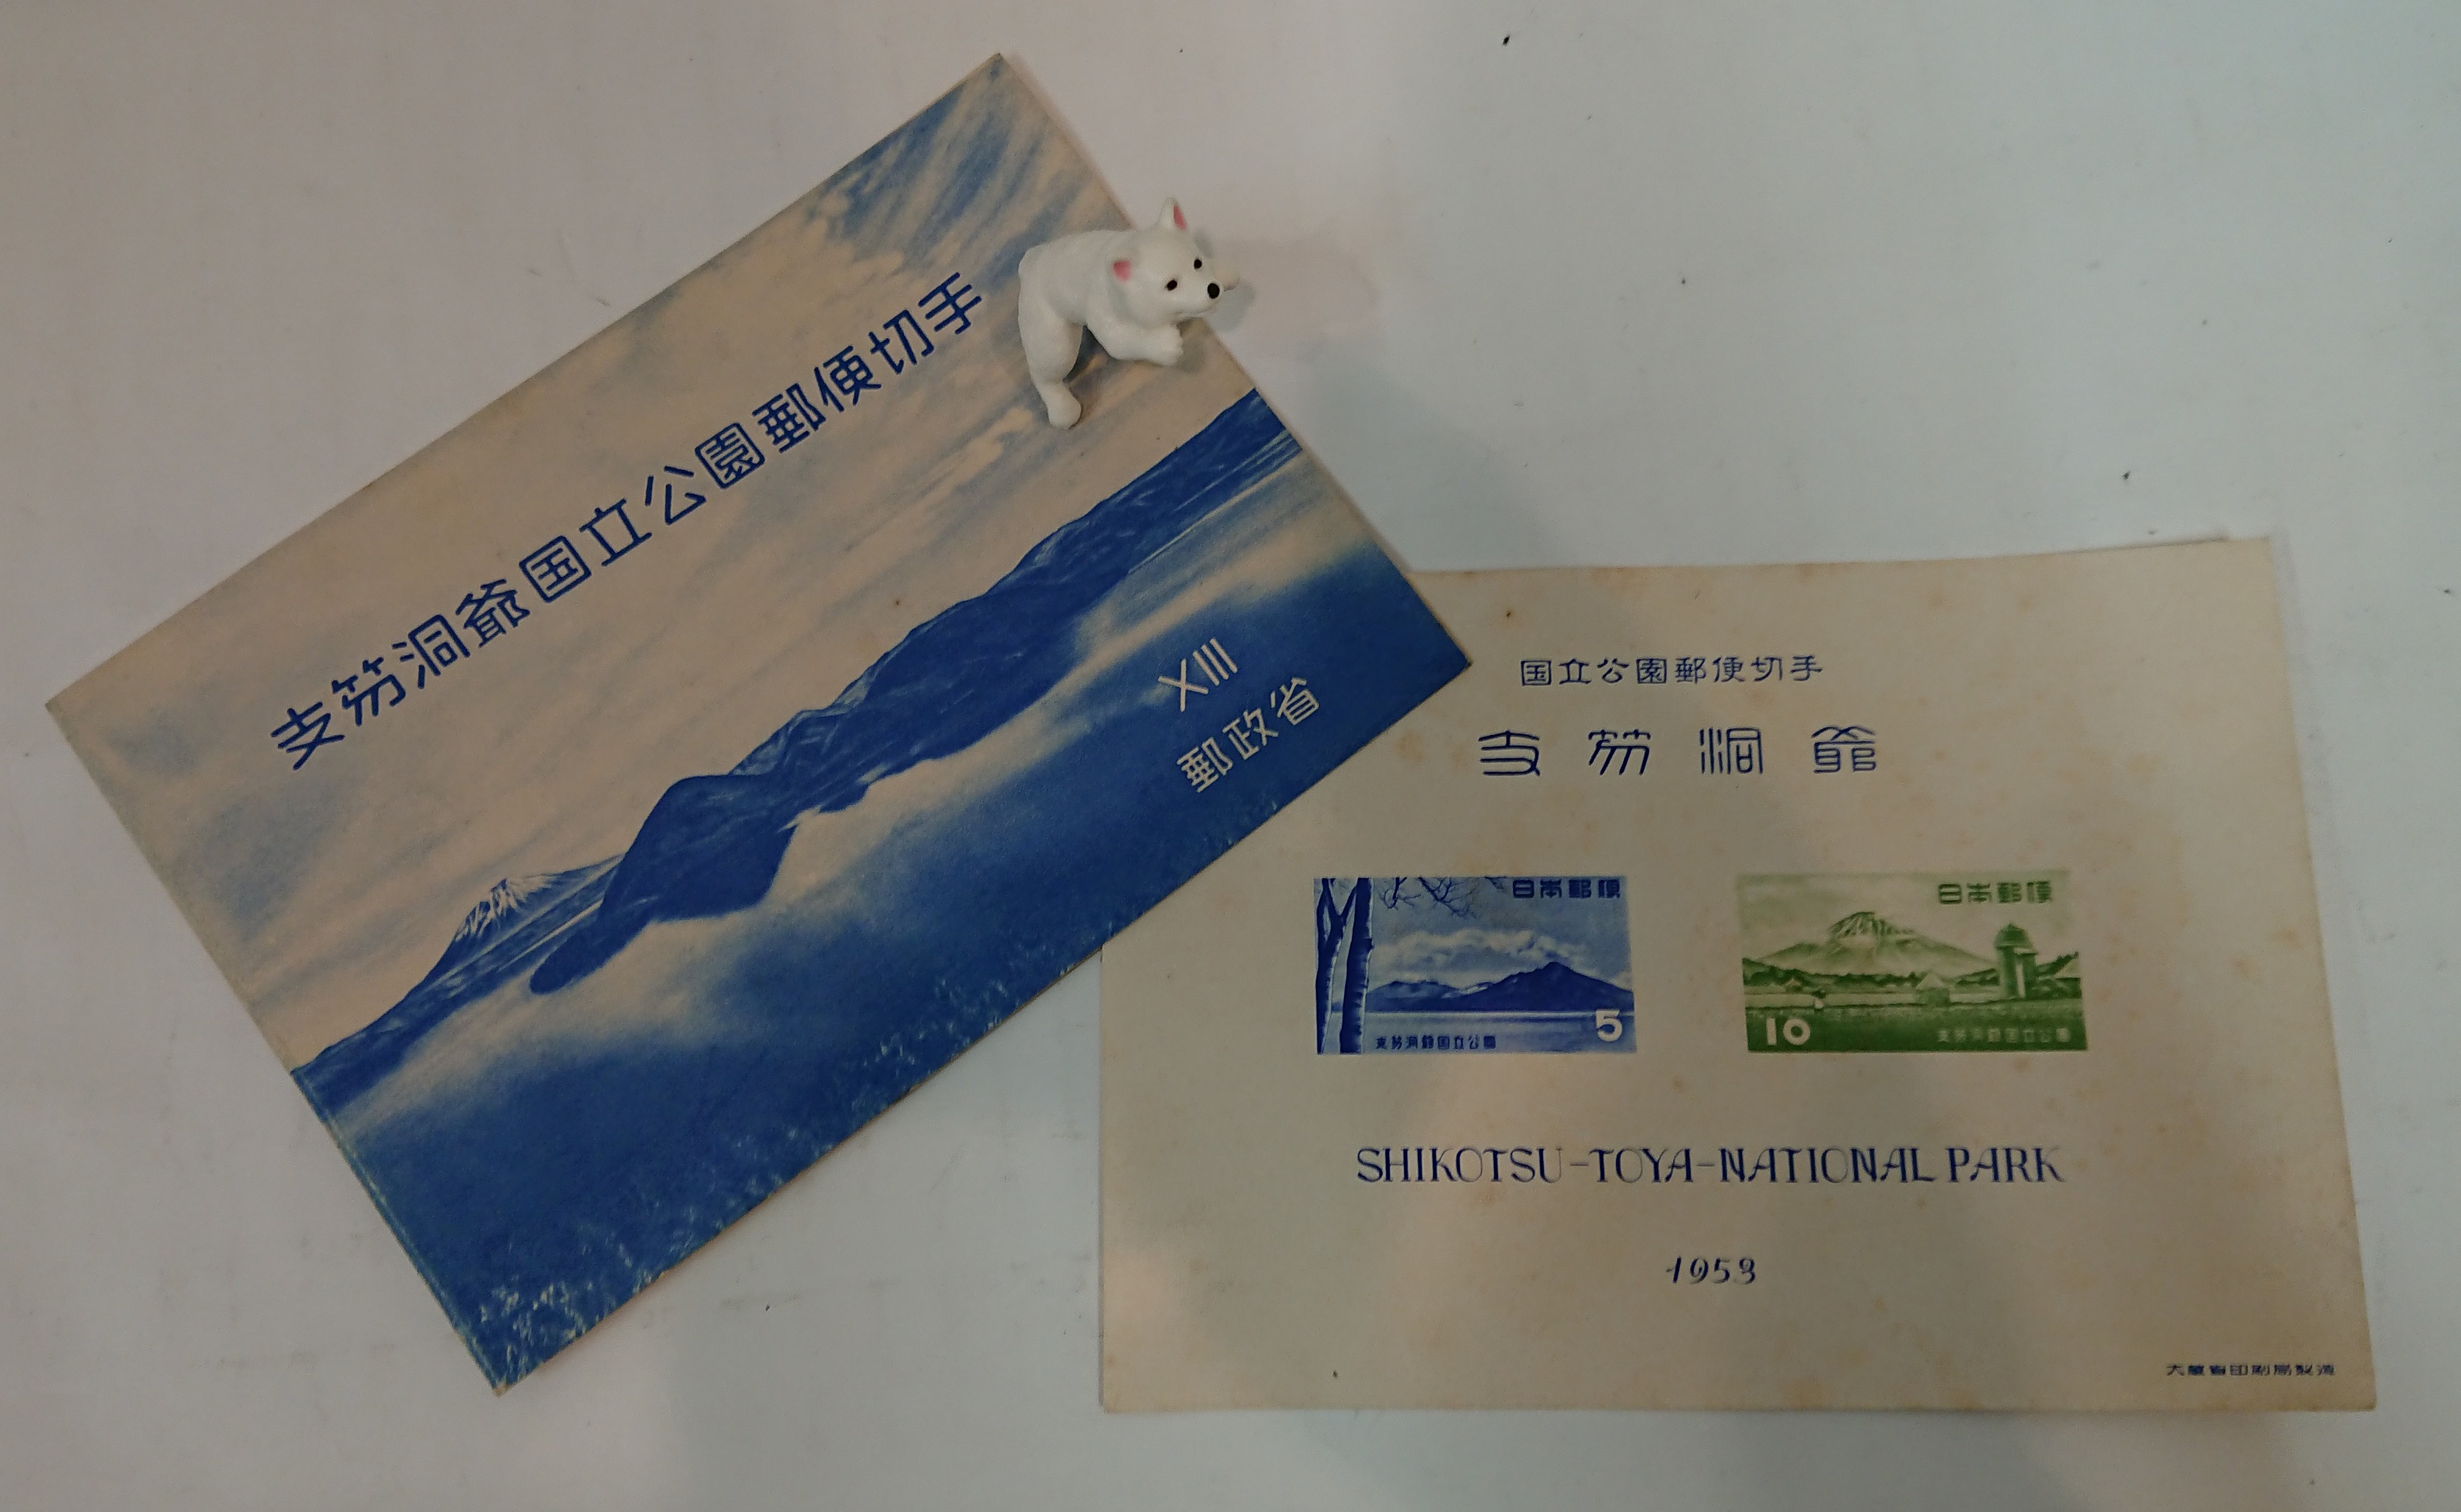 支笏洞爺国立公園郵便切手
XIII
郵政省
国立公園郵便切手
支笏洞爺
日本郵便
5
支笏洞爺国立公園
日本郵便
10
支笏洞爺国立公園
SHIKOTSU-TOYA-NATIONAL PARK
1953
大蔵省印刷局製造